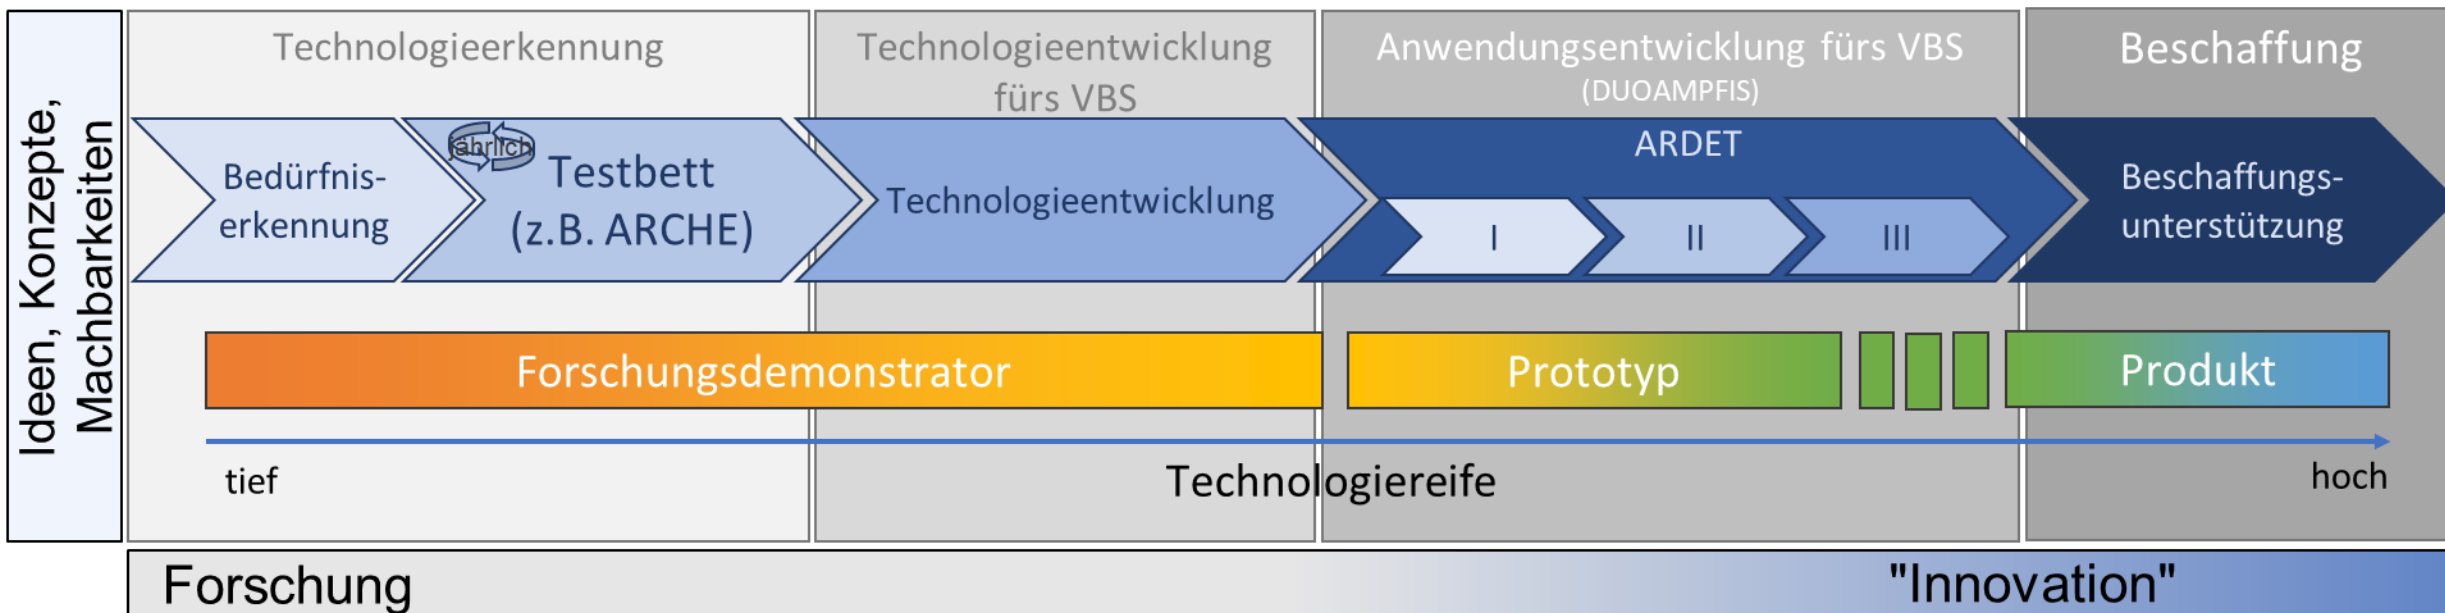 Ideen, Konzepte,
Machbarkeiten
Technologieerkennung
Technologieentwicklung
fürs VBS
Anwendungsentwicklung fürs VBS
(DUOAMPFIS)
Beschaffung
Bedürfnis-
erkennung
jährlich
Testbett
(z.B. ARCHE)
Technologieentwicklung
ARDET
I
II
III
Beschaffungs-
unterstützung
Forschungsdemonstrator
Prototyp
Produkt
tief
Technologiereife
hoch
Forschung
"Innovation"